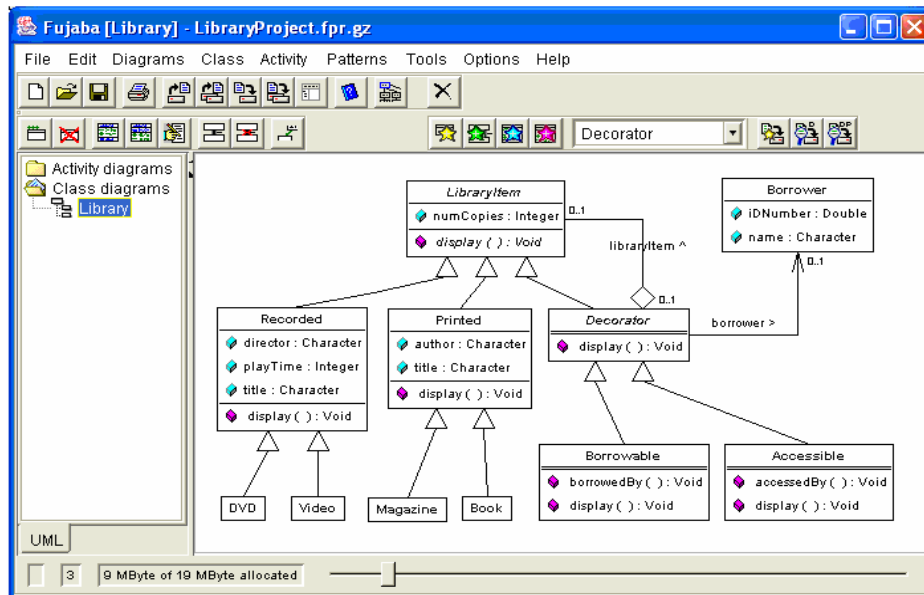 Fujaba [Library] - LibraryProject.fpr.gz
File Edit Diagrams Class Activity Patterns Tools Options Help
Decorator
Activity diagrams
Class diagrams
Library
LibraryItem
numCopies : Integer
display ( ) : Void
0..1
libraryItem ^
0..1
Borrower
iDNumber : Double
name : Character
0..1
borrower >
Recorded
director : Character
playTime : Integer
title : Character
display ( ) : Void
Printed
author : Character
title : Character
display ( ) : Void
Decorator
display ( ) : Void
DVD
Video
Magazine
Book
Borrowable
borrowedBy ( ) : Void
display ( ) : Void
Accessible
accessedBy ( ) : Void
display ( ) : Void
UML
3 9 MByte of 19 MByte allocated